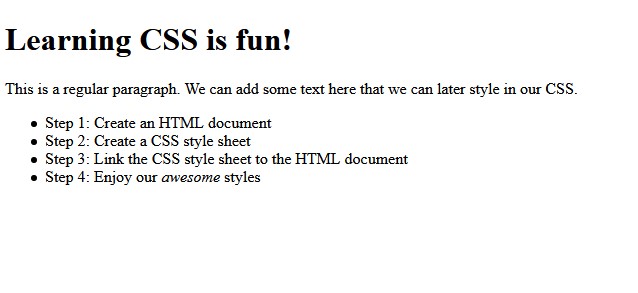 Learning CSS is fun!
This is a regular paragraph. We can add some text here that we can later style in our CSS.
• Step 1: Create an HTML document
• Step 2: Create a CSS style sheet
• Step 3: Link the CSS style sheet to the HTML document
• Step 4: Enjoy our awesome styles